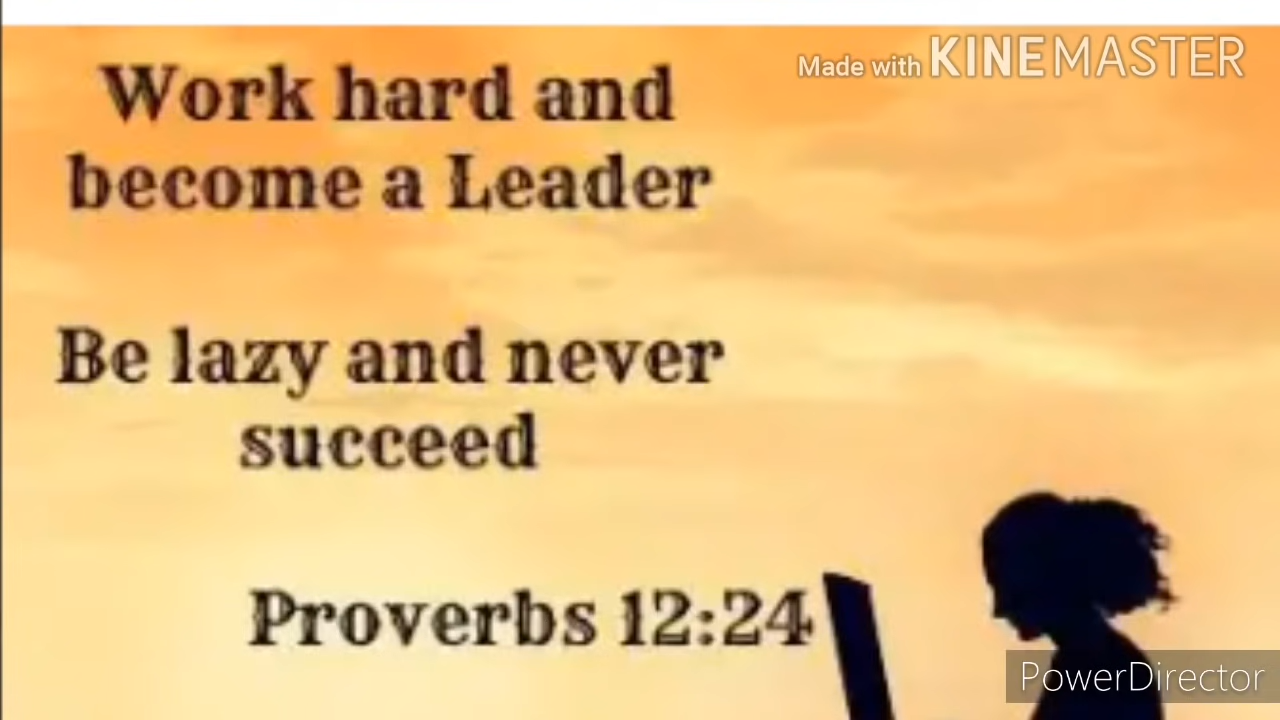 Made with KINEMASTER
Work hard and
become a Leader
Be lazy and never
succeed
Proverbs 12:24
PowerDirector